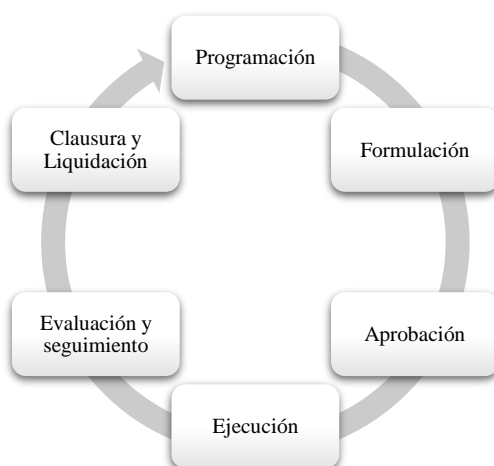 Programación
Formulación
Aprobación
Ejecución
Evaluación y
seguimiento
Clausura y
Liquidación